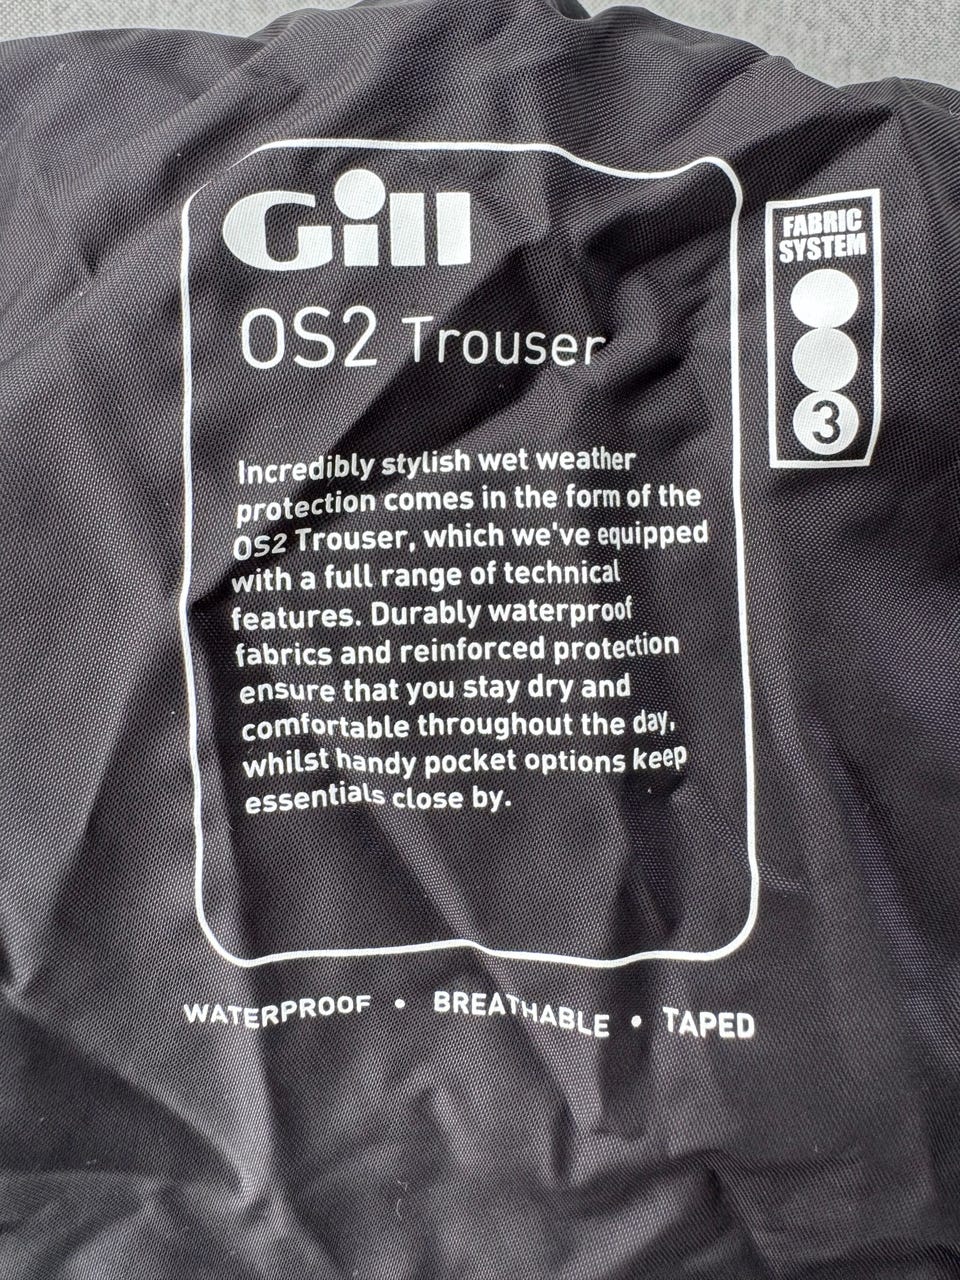 Gill
OS2 Trouser
Incredibly stylish wet weather
protection comes in the form of the
OS2 Trouser, which we've equipped
with a full range of technical
features. Durably waterproof
fabrics and reinforced protection
ensure that you stay dry and
comfortable throughout the day,
whilst handy pocket options keep
essentials close by.
WATERPROOF • BREATHABLE • TAPED
FABRIC
SYSTEM
3